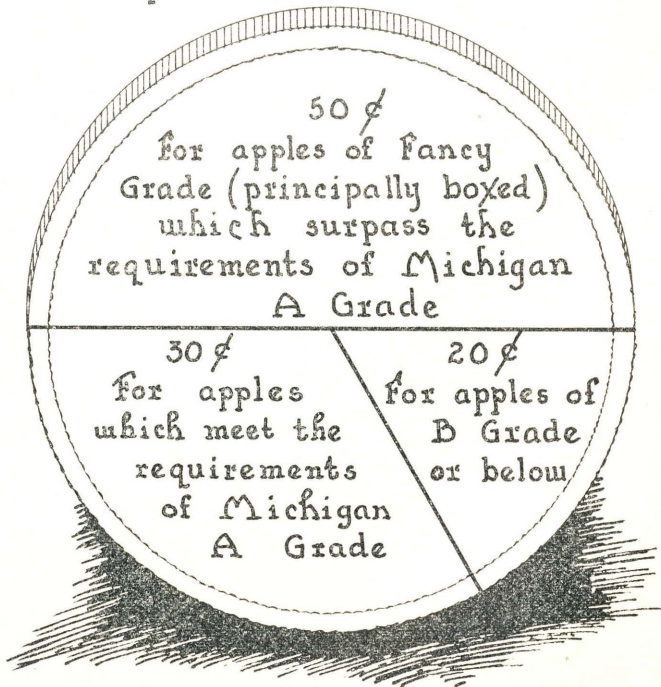 50 ¢
For apples of Fancy
Grade (principally boxed)
which surpass the
requirements of Michigan
A Grade
30 ¢
For apples
which meet the
requirements
of Michigan
A Grade
20 ¢
For apples of
B Grade
or below